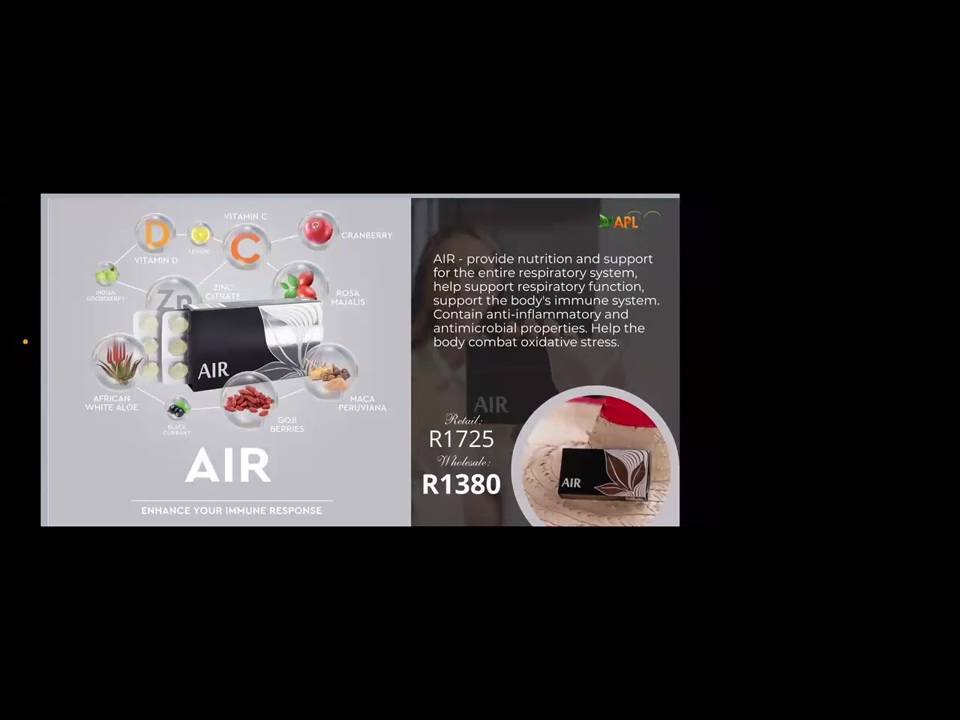 VITAMIN C
D
C
CRANBERRY
VITAMIN D
LEMON
INDIAN
GOOSEBERRY
Zn
ZINC
CITRATE
ROSA
MAJALIS
AIR
AFRICAN
WHITE ALOE
BLACK
CURRANT
GOJI
BERRIES
MACA
PERUVIANA
AIR
ENHANCE YOUR IMMUNE RESPONSE
APL
AIR - provide nutrition and support
for the entire respiratory system,
help support respiratory function,
support the body's immune system.
Contain anti-inflammatory and
antimicrobial properties. Help the
body combat oxidative stress.
AIR
Retail:
R1725
Wholesale:
R1380
AIR